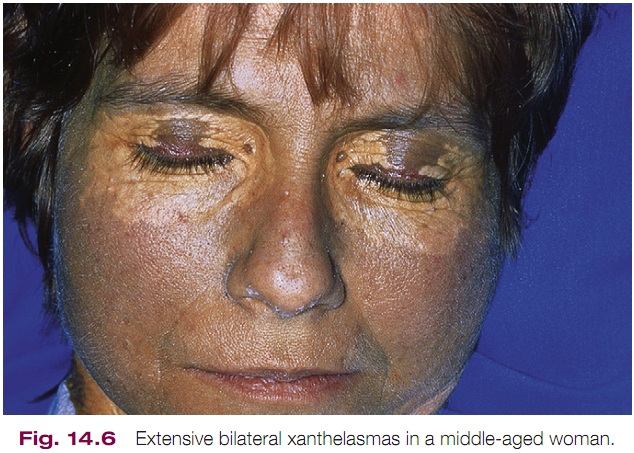 Fig. 14.6 Extensive bilateral xanthelasmas in a middle-aged woman.